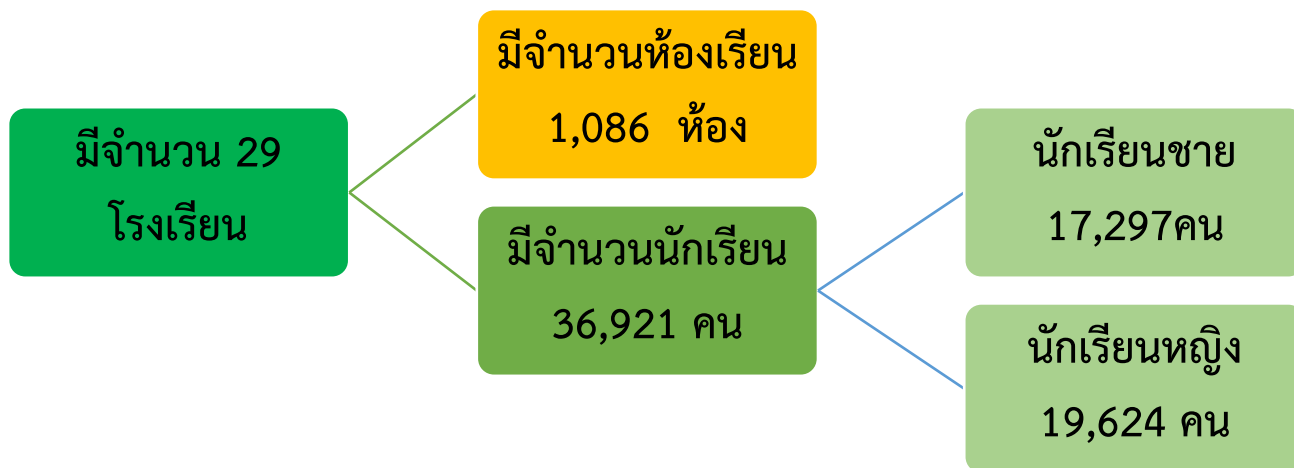 มีจำนวน 29
โรงเรียน
มีจำนวนห้องเรียน
1,086 ห้อง
มีจำนวนนักเรียน
36,921 คน
นักเรียนชาย
17,297คน
นักเรียนหญิง
19,624 คน